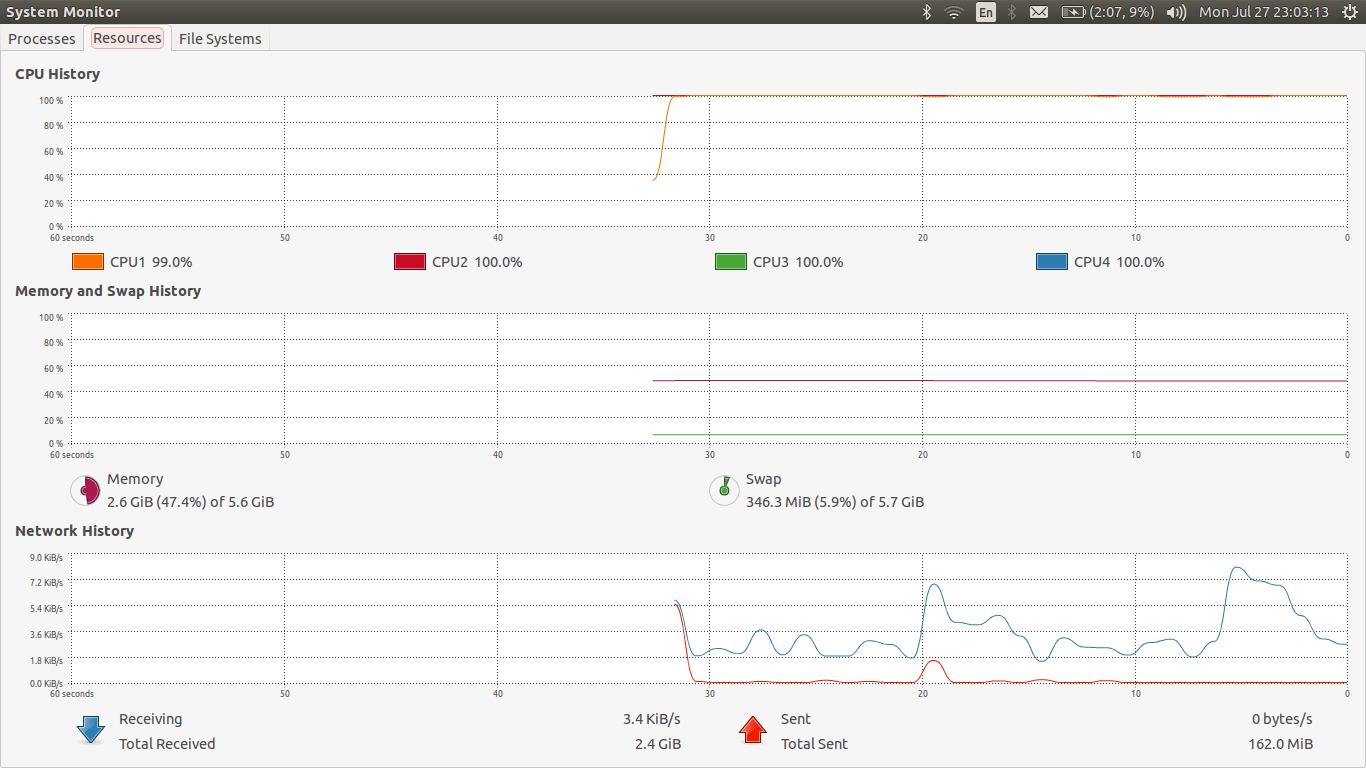 System Monitor En (2:07, 9%) Mon Jul 27 23:03:13
Processes Resources File Systems
CPU History
100 %
80 %
60 %
40 %
20 %
0 %
60 seconds 50 40 30 20 10 0
CPU1 99.0% CPU2 100.0% CPU3 100.0% CPU4 100.0%
Memory and Swap History
100 %
80 %
60 %
40 %
20 %
0 %
60 seconds 50 40 30 20 10 0
Memory Swap
2.6 GiB (47.4%) of 5.6 GiB 346.3 MiB (5.9%) of 5.7 GiB
Network History
9.0 KiB/s
7.2 KiB/s
5.4 KiB/s
3.6 KiB/s
1.8 KiB/s
0.0 KiB/s
60 seconds 50 40 30 20 10 0
Receiving 3.4 KiB/s Sent 0 bytes/s
Total Received 2.4 GiB Total Sent 162.0 MiB